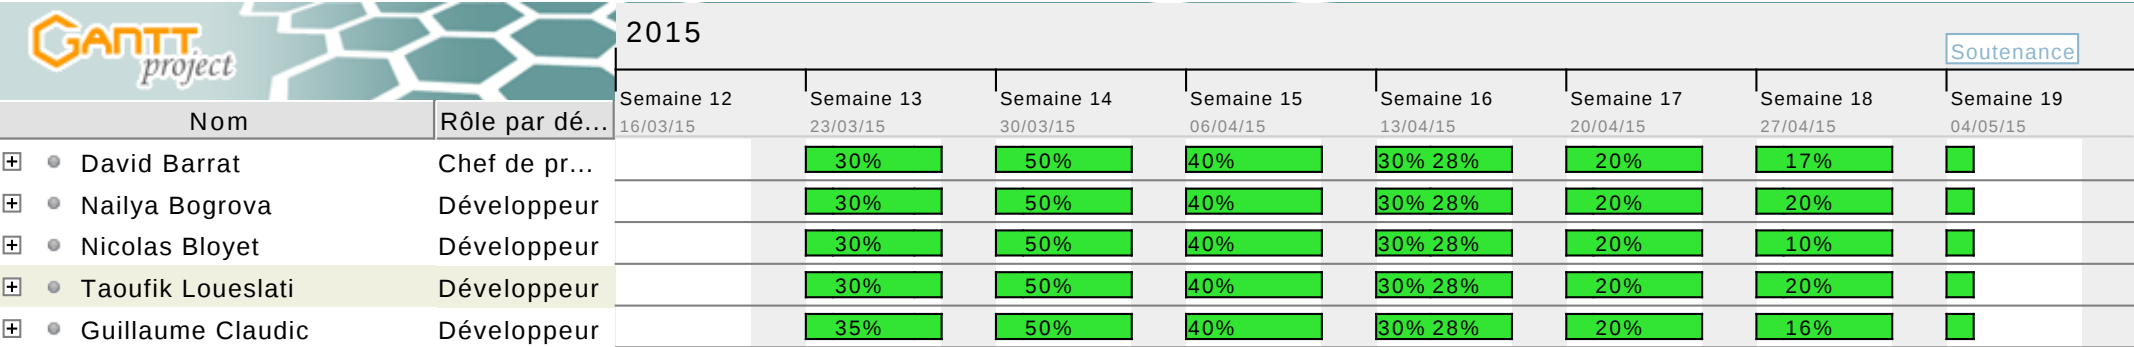 GANTT
project
2015
Soutenance
Semaine 12 Semaine 13 Semaine 14 Semaine 15 Semaine 16 Semaine 17 Semaine 18 Semaine 19
Nom Rôle par dé... 16/03/15 23/03/15 30/03/15 06/04/15 13/04/15 20/04/15 27/04/15 04/05/15
David Barrat Chef de pr... 30% 50% 40% 30% 28% 20% 17%
Nailya Bogrova Développeur 30% 50% 40% 30% 28% 20% 20%
Nicolas Bloyet Développeur 30% 50% 40% 30% 28% 20% 10%
Taoufik Loueslati Développeur 30% 50% 40% 30% 28% 20% 20%
Guillaume Claudic Développeur 35% 50% 40% 30% 28% 20% 16%